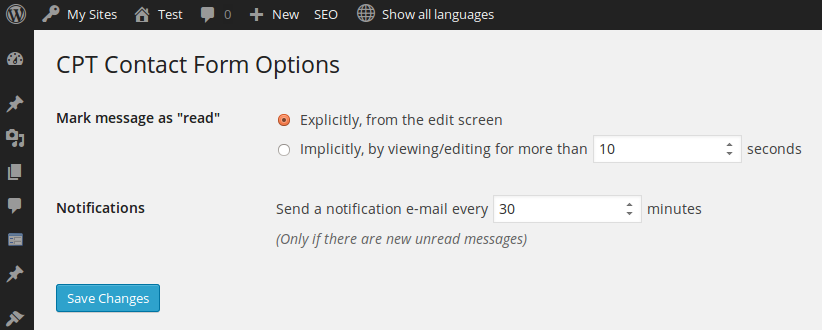 My Sites Test 0 New SEO Show all languages
CPT Contact Form Options
Mark message as "read" Explicitly, from the edit screen
Implicitly, by viewing/editing for more than 10 seconds
Notifications Send a notification e-mail every 30 minutes
(Only if there are new unread messages)
Save Changes